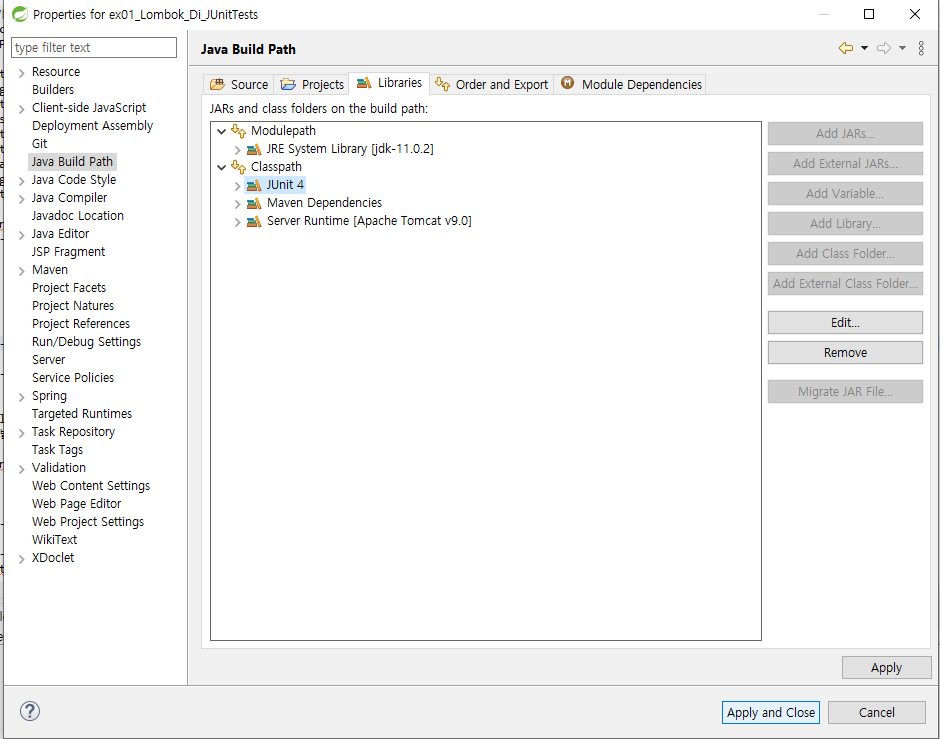 Properties for ex01_Lombok_Di_JUnitTests
type filter text
Resource
Builders
Client-side JavaScript
Deployment Assembly
Git
Java Build Path
Java Code Style
Java Compiler
Javadoc Location
Java Editor
JSP Fragment
Maven
Project Facets
Project Natures
Project References
Run/Debug Settings
Server
Service Policies
Spring
Targeted Runtimes
Task Repository
Task Tags
Validation
Web Content Settings
Web Page Editor
Web Project Settings
WikiText
XDoclet
Java Build Path
Source Projects Libraries Order and Export Module Dependencies
JARs and class folders on the build path:
Modulepath
JRE System Library [jdk-11.0.2]
Classpath
JUnit 4
Maven Dependencies
Server Runtime [Apache Tomcat v9.0]
Add JARs...
Add External JARs...
Add Variable...
Add Library...
Add Class Folder...
Add External Class Folder...
Edit...
Remove
Migrate JAR File...
Apply
Apply and Close Cancel